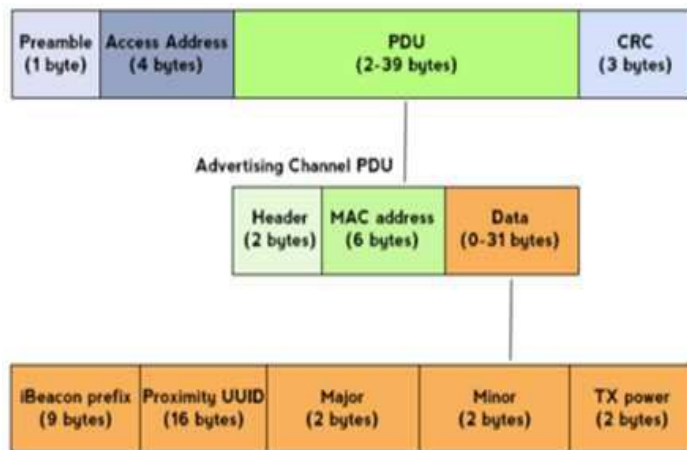 Preamble
(1 byte)
Access Address
(4 bytes)
PDU
(2-39 bytes)
CRC
(3 bytes)
Advertising Channel PDU
Header
(2 bytes)
MAC address
(6 bytes)
Data
(0-31 bytes)
iBeacon prefix
(9 bytes)
Proximity UUID
(16 bytes)
Major
(2 bytes)
Minor
(2 bytes)
TX power
(2 bytes)